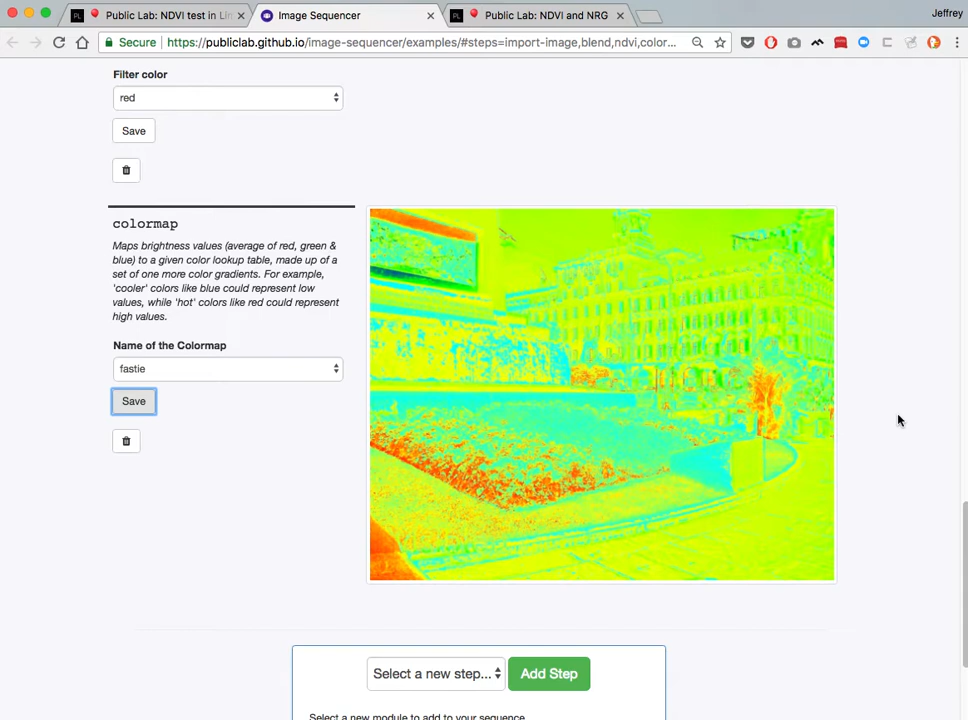 Public Lab: NDVI test in Lim
Image Sequencer
Public Lab: NDVI and NRG
Jeffrey
Secure
https://publiclab.github.io/image-sequencer/examples/#steps=import-image,blend,ndvi,color...
Filter color
red
Save
colormap
Maps brightness values (average of red, green &
blue) to a given color lookup table, made up of a
set of one more color gradients. For example,
'cooler' colors like blue could represent low
values, while 'hot' colors like red could represent
high values.
Name of the Colormap
fastie
Save
Select a new step...
Add Step
Select a new module to add to your sequence.